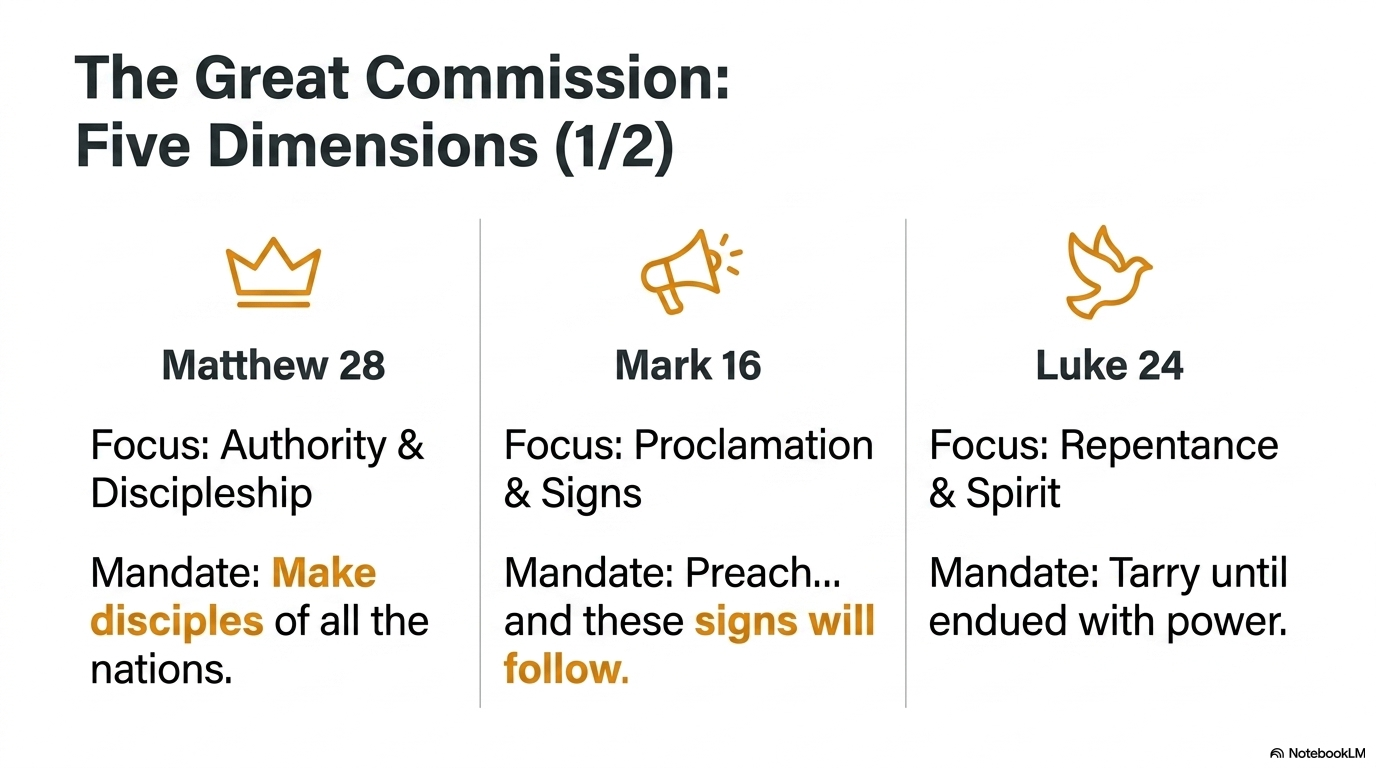 The Great Commission:
Five Dimensions (1/2)
Matthew 28
Focus: Authority &
Discipleship
Mandate: Make
disciples of all the
nations.
Mark 16
Focus: Proclamation
& Signs
Mandate: Preach...
and these signs will
follow.
Luke 24
Focus: Repentance
& Spirit
Mandate: Tarry until
endued with power.
NotebookLM